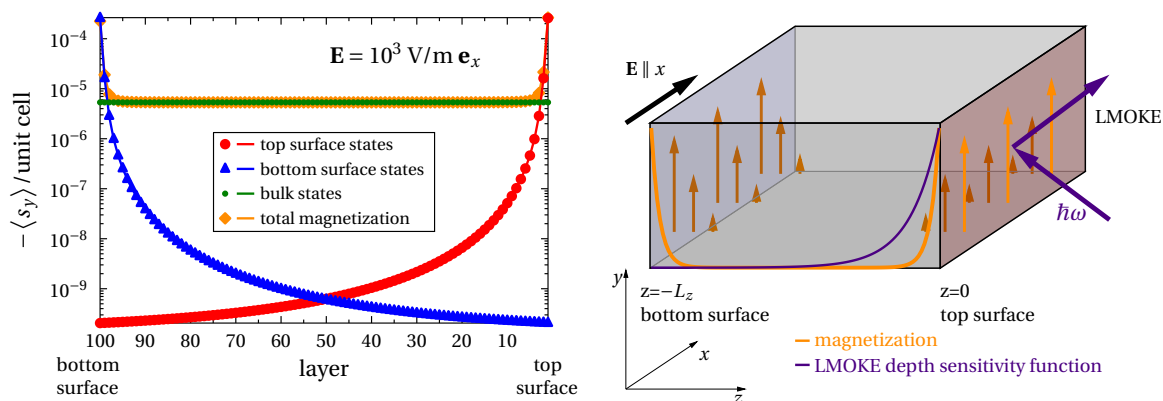 10⁻⁴
10⁻⁵
10⁻⁶
10⁻⁷
10⁻⁸
10⁻⁹
− ⟨s_y⟩ / unit cell
E = 10³ V/m e_x
top surface states
bottom surface states
bulk states
total magnetization
100 90 80 70 60 50 40 30 20 10
bottom
surface
layer
top
surface
E ∥ x
LMOKE
ħω
y
z=−L_z
bottom surface
z=0
top surface
x
z
magnetization
LMOKE depth sensitivity function